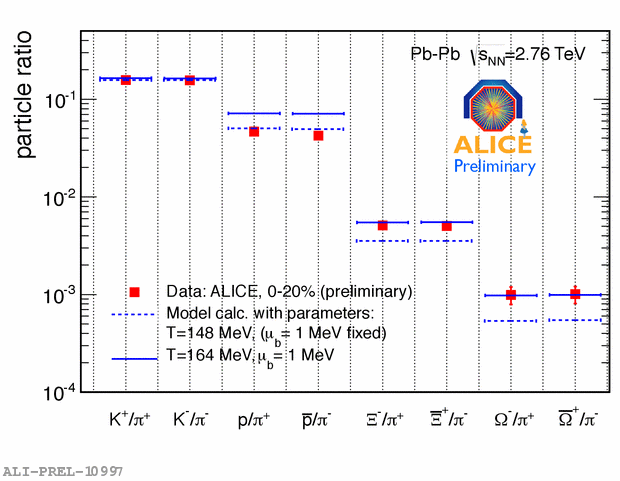 particle ratio
Pb-Pb √sNN=2.76 TeV
10⁻¹
10⁻²
10⁻³
10⁻⁴
ALICE
Preliminary
Data: ALICE, 0-20% (preliminary)
Model calc. with parameters:
T=148 MeV, (μb= 1 MeV fixed)
T=164 MeV,μb= 1 MeV
K⁺/π⁺ K⁻/π⁻ p/π⁺ p̅/π⁻ Ξ⁻/π⁺ Ξ̅⁺/π⁻ Ω⁻/π⁺ Ω̅⁺/π⁻
ALI-PREL-10997